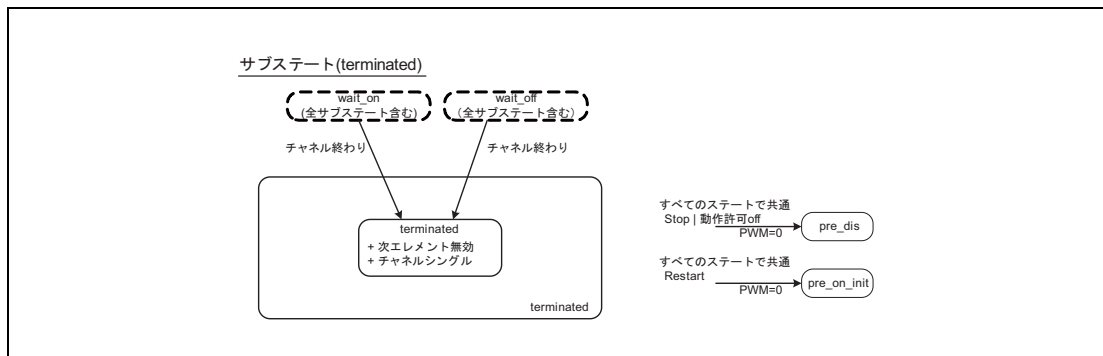 サブステート(terminated)
wait_on
(全サブステート含む)
wait_off
(全サブステート含む)
チャネル終わり
チャネル終わり
terminated
+ 次エレメント無効
+ チャネルシングル
terminated
すべてのステートで共通
Stop | 動作許可off
PWM=0
pre_dis
すべてのステートで共通
Restart
PWM=0
pre_on_init